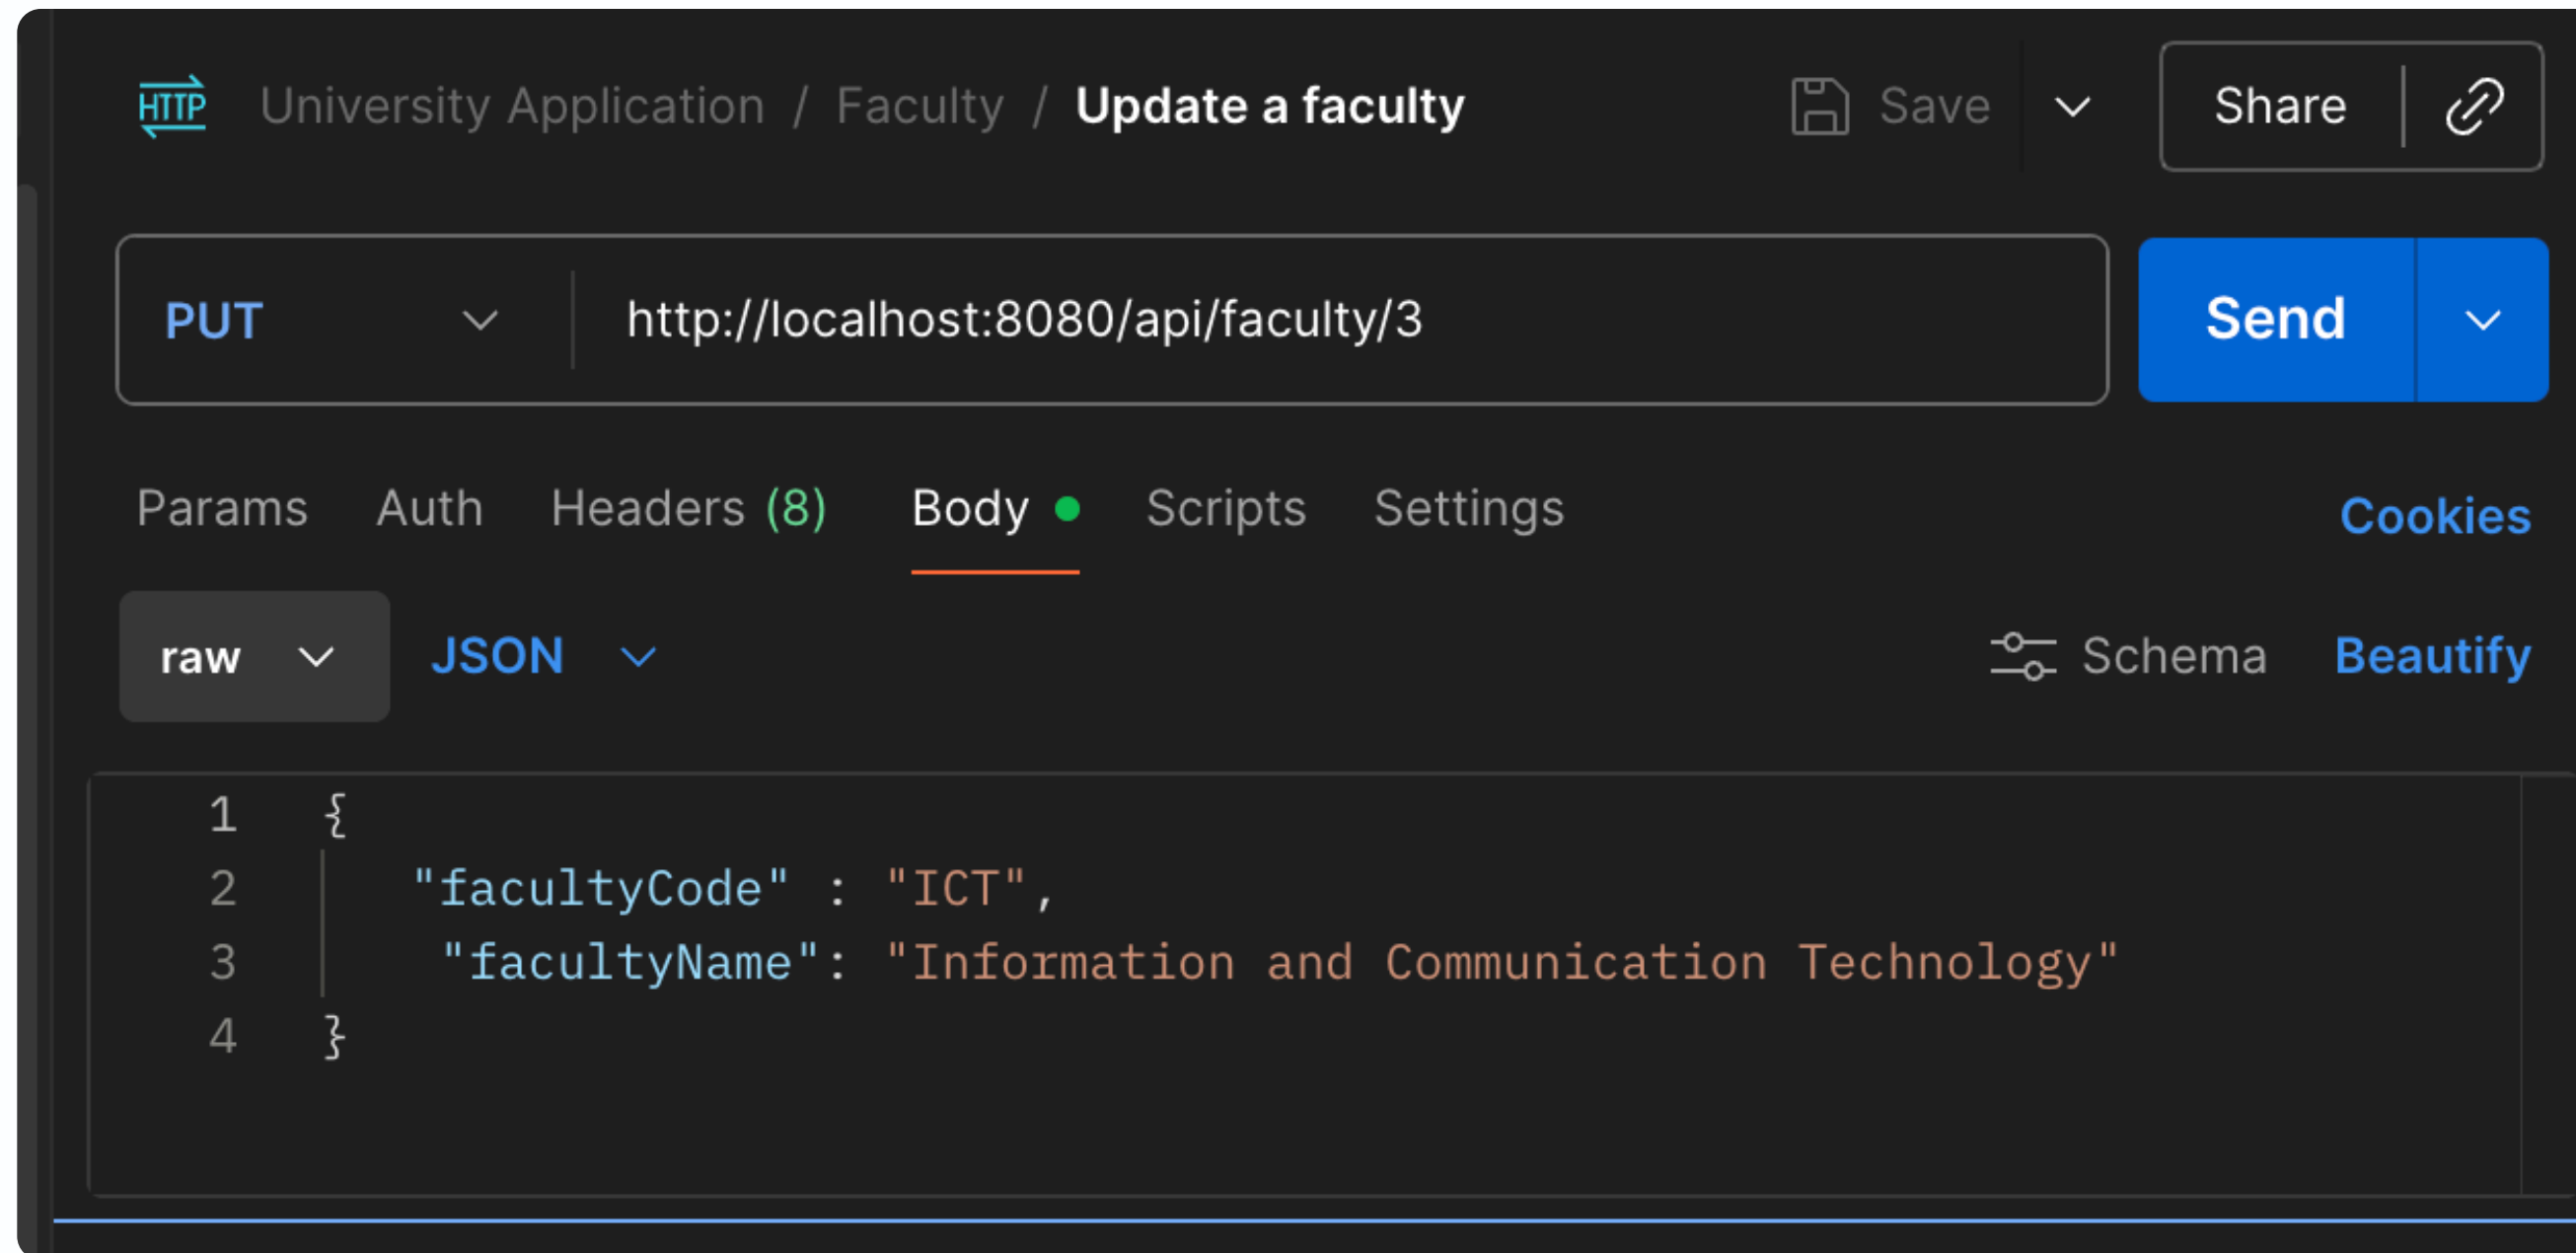 HTTP University Application / Faculty / Update a faculty Save Share
PUT http://localhost:8080/api/faculty/3 Send
Params Auth Headers (8) Body Scripts Settings Cookies
raw JSON Schema Beautify
1 {
2 "facultyCode" : "ICT",
3 "facultyName": "Information and Communication Technology"
4 }